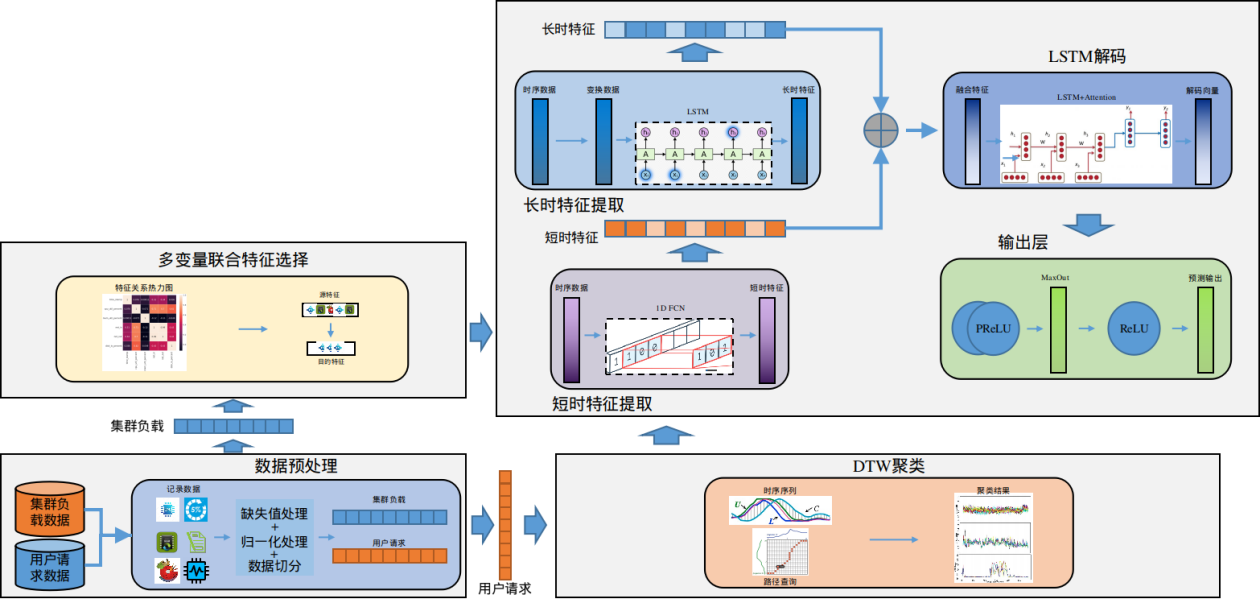 长时特征
时序数据
变换数据
LSTM
长时特征
A
A
A
A
A
长时特征提取
短时特征
时序数据
1D FCN
短时特征
1
1
0
0
1
0
短时特征提取
LSTM解码
融合特征
LSTM+Attention
解码向量
W
W
输出层
PReLU
MaxOut
ReLU
预测输出
多变量联合特征选择
特征关系热力图
源特征
目的特征
集群负载
数据预处理
集群负
载数据
用户请
求数据
记录数据
5%
缺失值处理
+
归一化处理
+
数据切分
集群负载
用户请求
用户请求
DTW聚类
时序序列
U
L
C
路径查询
聚类结果